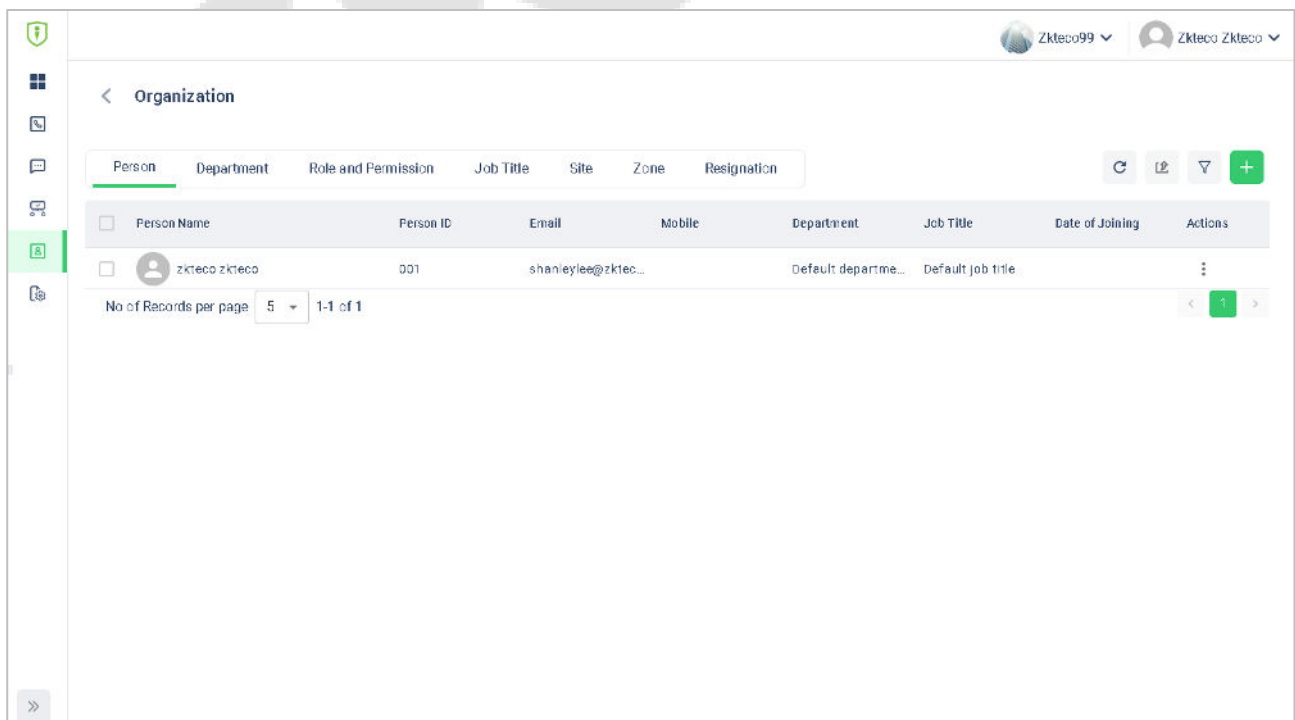 Zkteco99 Zkteco Zkteco
Organization
Person Department Role and Permission Job Title Site Zone Resignation
Person Name Person ID Email Mobile Department Job Title Date of Joining Actions
zkteco zkteco 001 shanleylee@zktec... Default departme... Default job title
No of Records per page 5 1-1 of 1 1